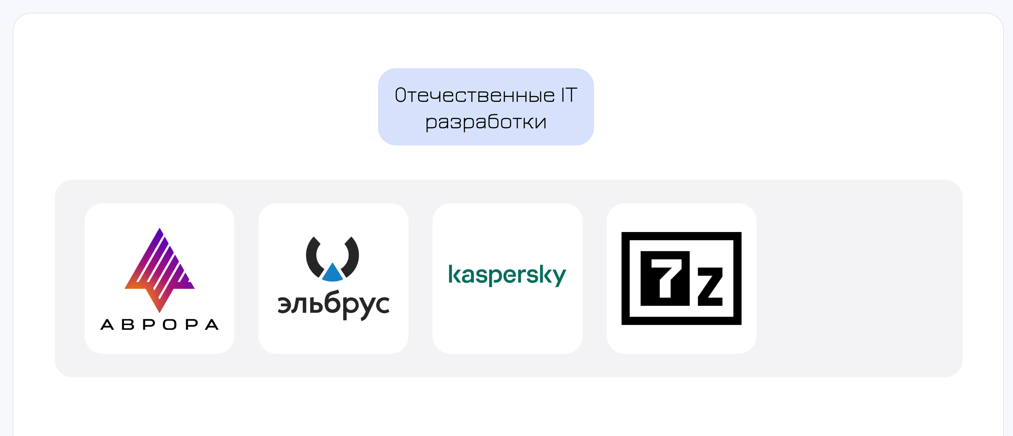 Отечественные IT
разработки
АВРОРА
эльбрус
kaspersky
7z